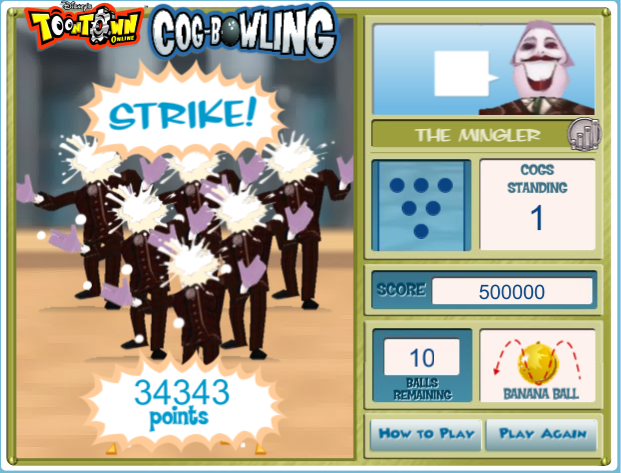 Disney's
TOONTOWN
ONLINE
COG-BOWLING
STRIKE!
34343
points
THE MINGLER
COGS
STANDING
1
SCORE 500000
10
BALLS
REMAINING
BANANA BALL
HOW TO PLAY
PLAY AGAIN